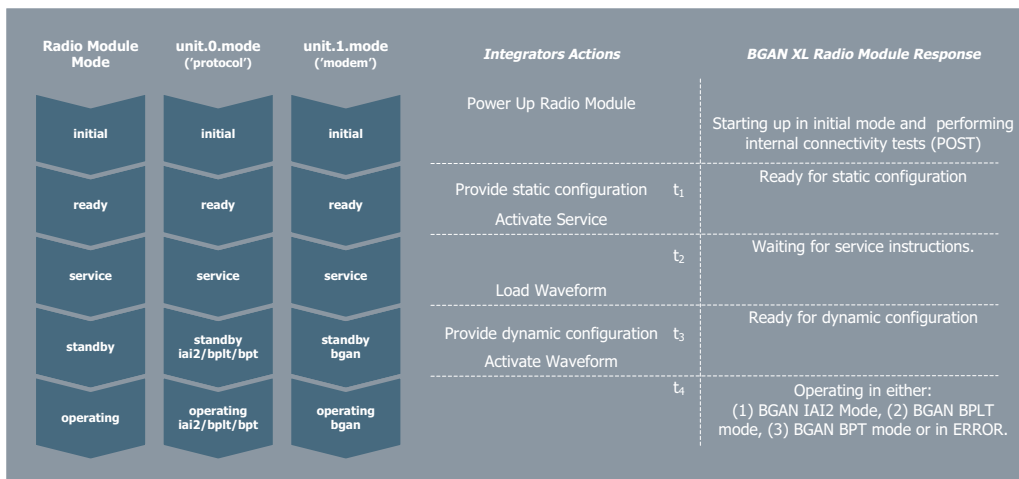 Radio Module
Mode
unit.0.mode
('protocol')
unit.1.mode
('modem')
Integrators Actions
BGAN XL Radio Module Response
initial
initial
initial
Power Up Radio Module
Starting up in initial mode and performing
internal connectivity tests (POST)
ready
ready
ready
Provide static configuration
t1
Activate Service
Ready for static configuration
service
service
service
t2
Load Waveform
Waiting for service instructions.
standby
standby
iai2/bplt/bpt
standby
bgan
Provide dynamic configuration
t3
Activate Waveform
Ready for dynamic configuration
operating
operating
iai2/bplt/bpt
operating
bgan
t4
Operating in either:
(1) BGAN IAI2 Mode, (2) BGAN BPLT
mode, (3) BGAN BPT mode or in ERROR.